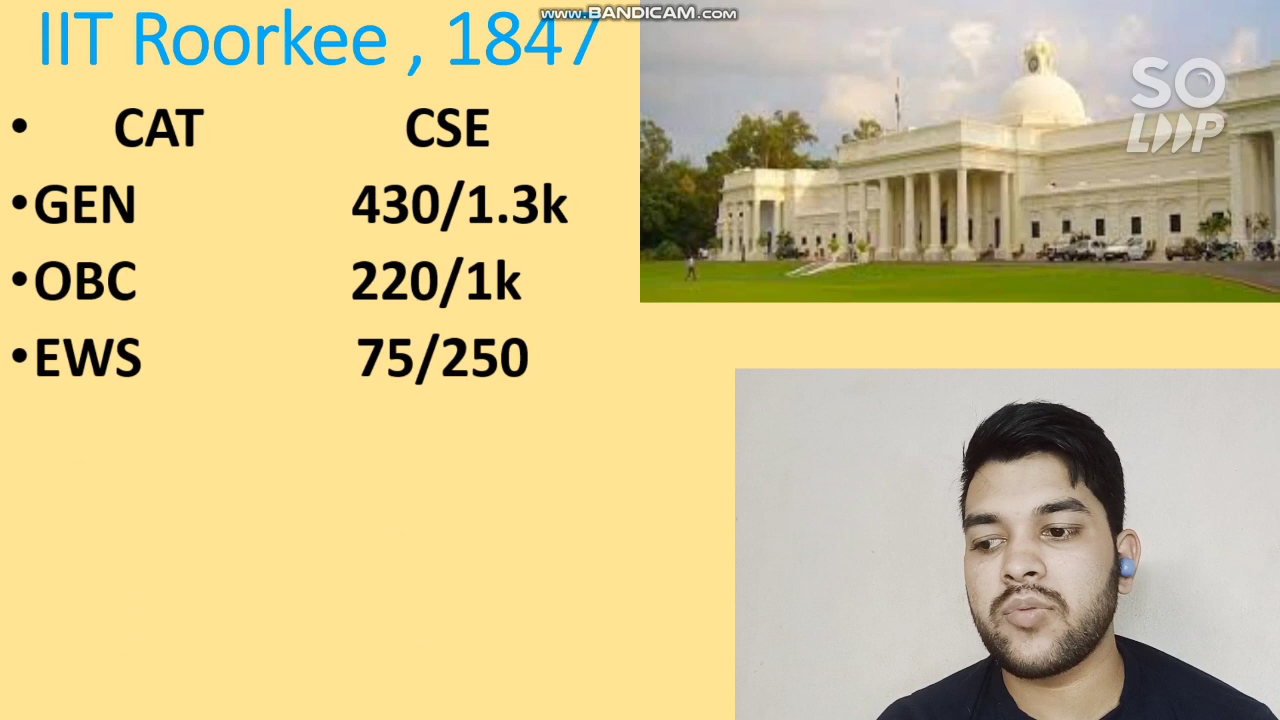 www.BANDICAM.com
IIT Roorkee , 1847
• CAT CSE
•GEN 430/1.3k
•OBC 220/1k
•EWS 75/250
SO
LOOP